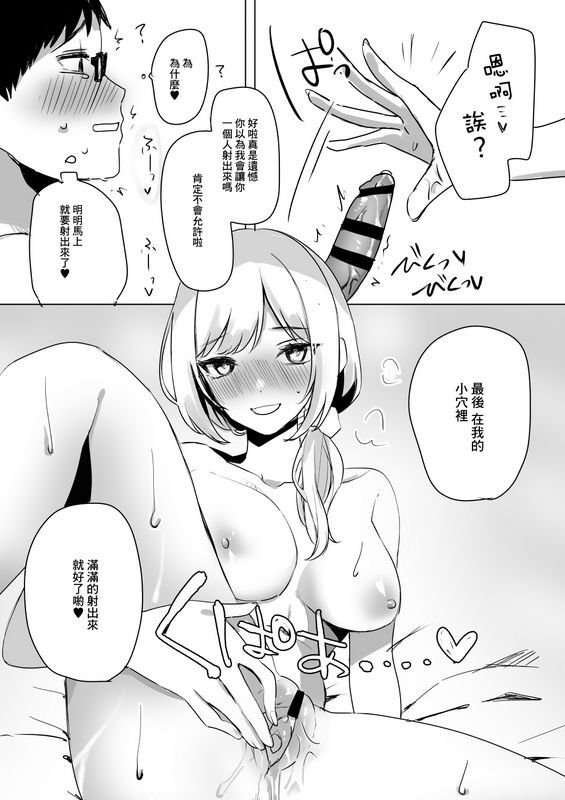 嗯啊…♥
誒？
ぱっ
びくっ
びくっ
好啦真是遺憾
你以為我會讓你
一個人射出來嗎
肯定不會允許啦
為
為什麼♥
ふーっ
ふーっ
明明馬上
就要射出來了♥
最後 在我的
小穴裡
滿滿的射出來
就好了喲♥
くぱぁぁ……♡